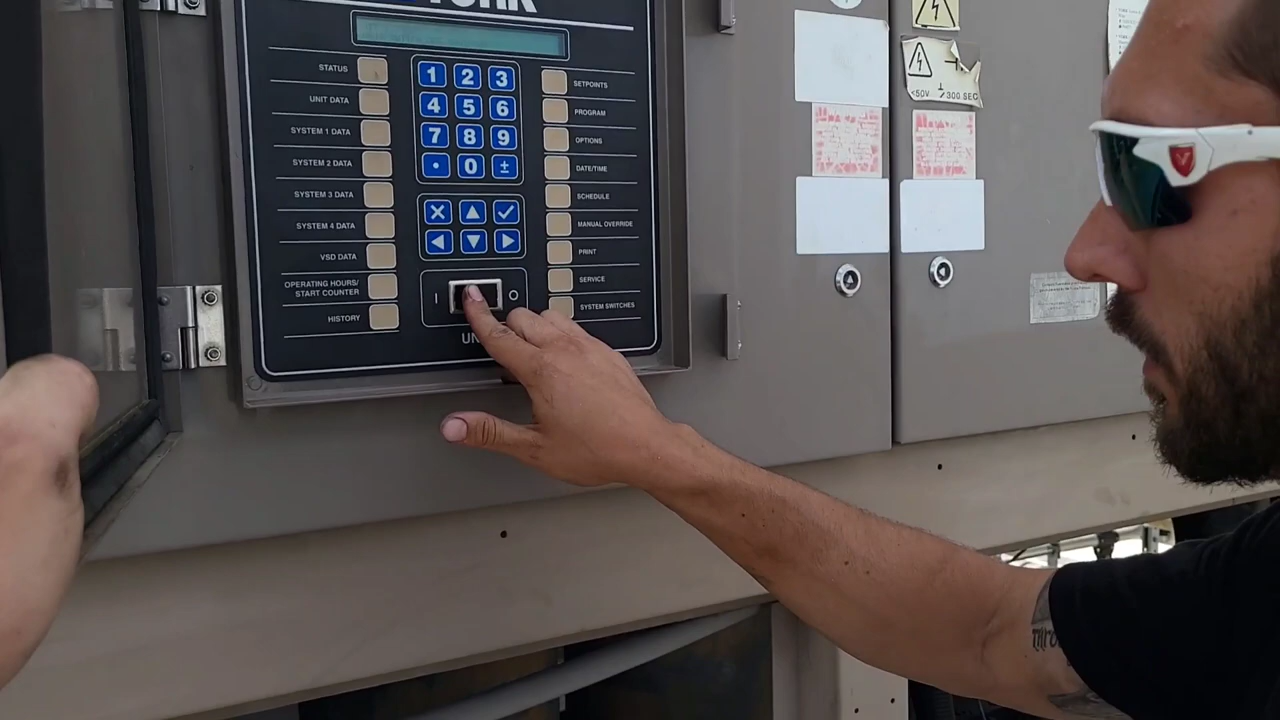 YORK
STATUS
UNIT DATA
SYSTEM 1 DATA
SYSTEM 2 DATA
SYSTEM 3 DATA
SYSTEM 4 DATA
VSD DATA
OPERATING HOURS/
START COUNTER
HISTORY
1 2 3
4 5 6
7 8 9
• 0 ±
I O
UN
SETPOINTS
PROGRAM
OPTIONS
DATE/TIME
SCHEDULE
MANUAL OVERRIDE
PRINT
SERVICE
SYSTEM SWITCHES
<50V 300 SEC